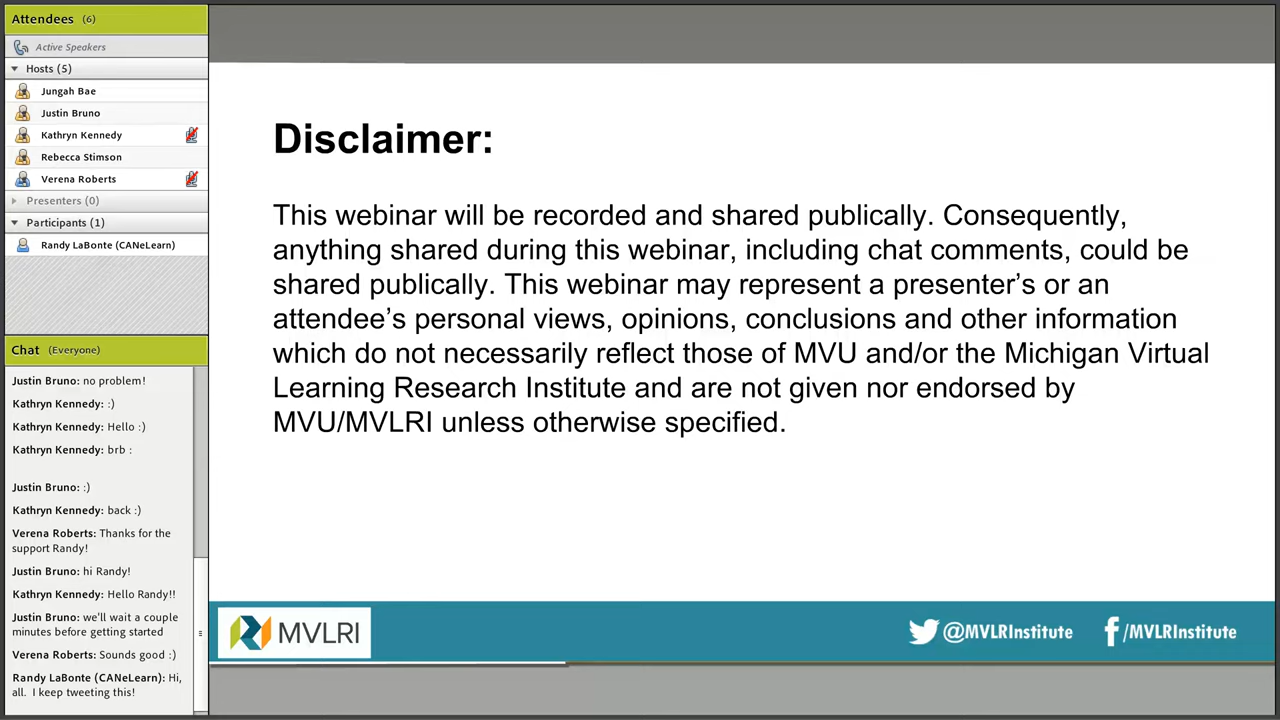 Attendees (6)
Active Speakers
Hosts (5)
Jungah Bae
Justin Bruno
Kathryn Kennedy
Rebecca Stimson
Verena Roberts
Presenters (0)
Participants (1)
Randy LaBonte (CANeLearn)
Chat (Everyone)
Justin Bruno: no problem!
Kathryn Kennedy: :)
Kathryn Kennedy: Hello :)
Kathryn Kennedy: brb :
Justin Bruno: :)
Kathryn Kennedy: back :)
Verena Roberts: Thanks for the
support Randy!
Justin Bruno: hi Randy!
Kathryn Kennedy: Hello Randy!!
Justin Bruno: we'll wait a couple
minutes before getting started
Verena Roberts: Sounds good :)
Randy LaBonte (CANeLearn): Hi,
all. I keep tweeting this!
Disclaimer:
This webinar will be recorded and shared publically. Consequently,
anything shared during this webinar, including chat comments, could be
shared publically. This webinar may represent a presenter’s or an
attendee’s personal views, opinions, conclusions and other information
which do not necessarily reflect those of MVU and/or the Michigan Virtual
Learning Research Institute and are not given nor endorsed by
MVU/MVLRI unless otherwise specified.
MVLRI
@MVLRInstitute
/MVLRInstitute